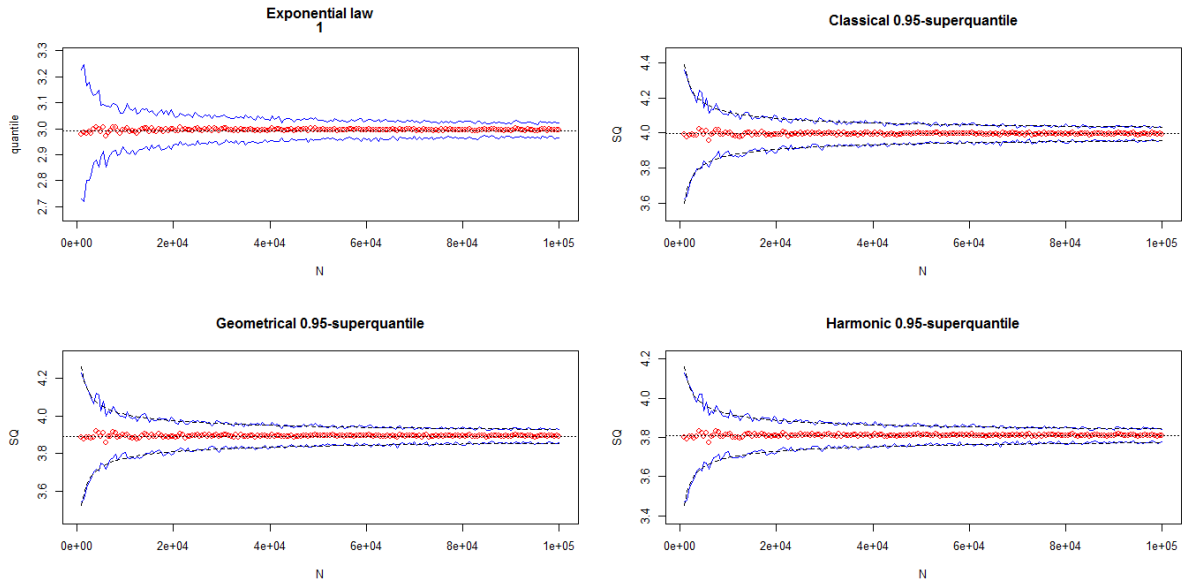 Exponential law
1
quantile
3.3
3.2
3.1
3.0
2.9
2.8
2.7
0e+00 2e+04 4e+04 6e+04 8e+04 1e+05
N
Classical 0.95-superquantile
SQ
4.4
4.2
4.0
3.8
3.6
0e+00 2e+04 4e+04 6e+04 8e+04 1e+05
N
Geometrical 0.95-superquantile
SQ
4.2
4.0
3.8
3.6
0e+00 2e+04 4e+04 6e+04 8e+04 1e+05
N
Harmonic 0.95-superquantile
SQ
4.2
4.0
3.8
3.6
3.4
0e+00 2e+04 4e+04 6e+04 8e+04 1e+05
N